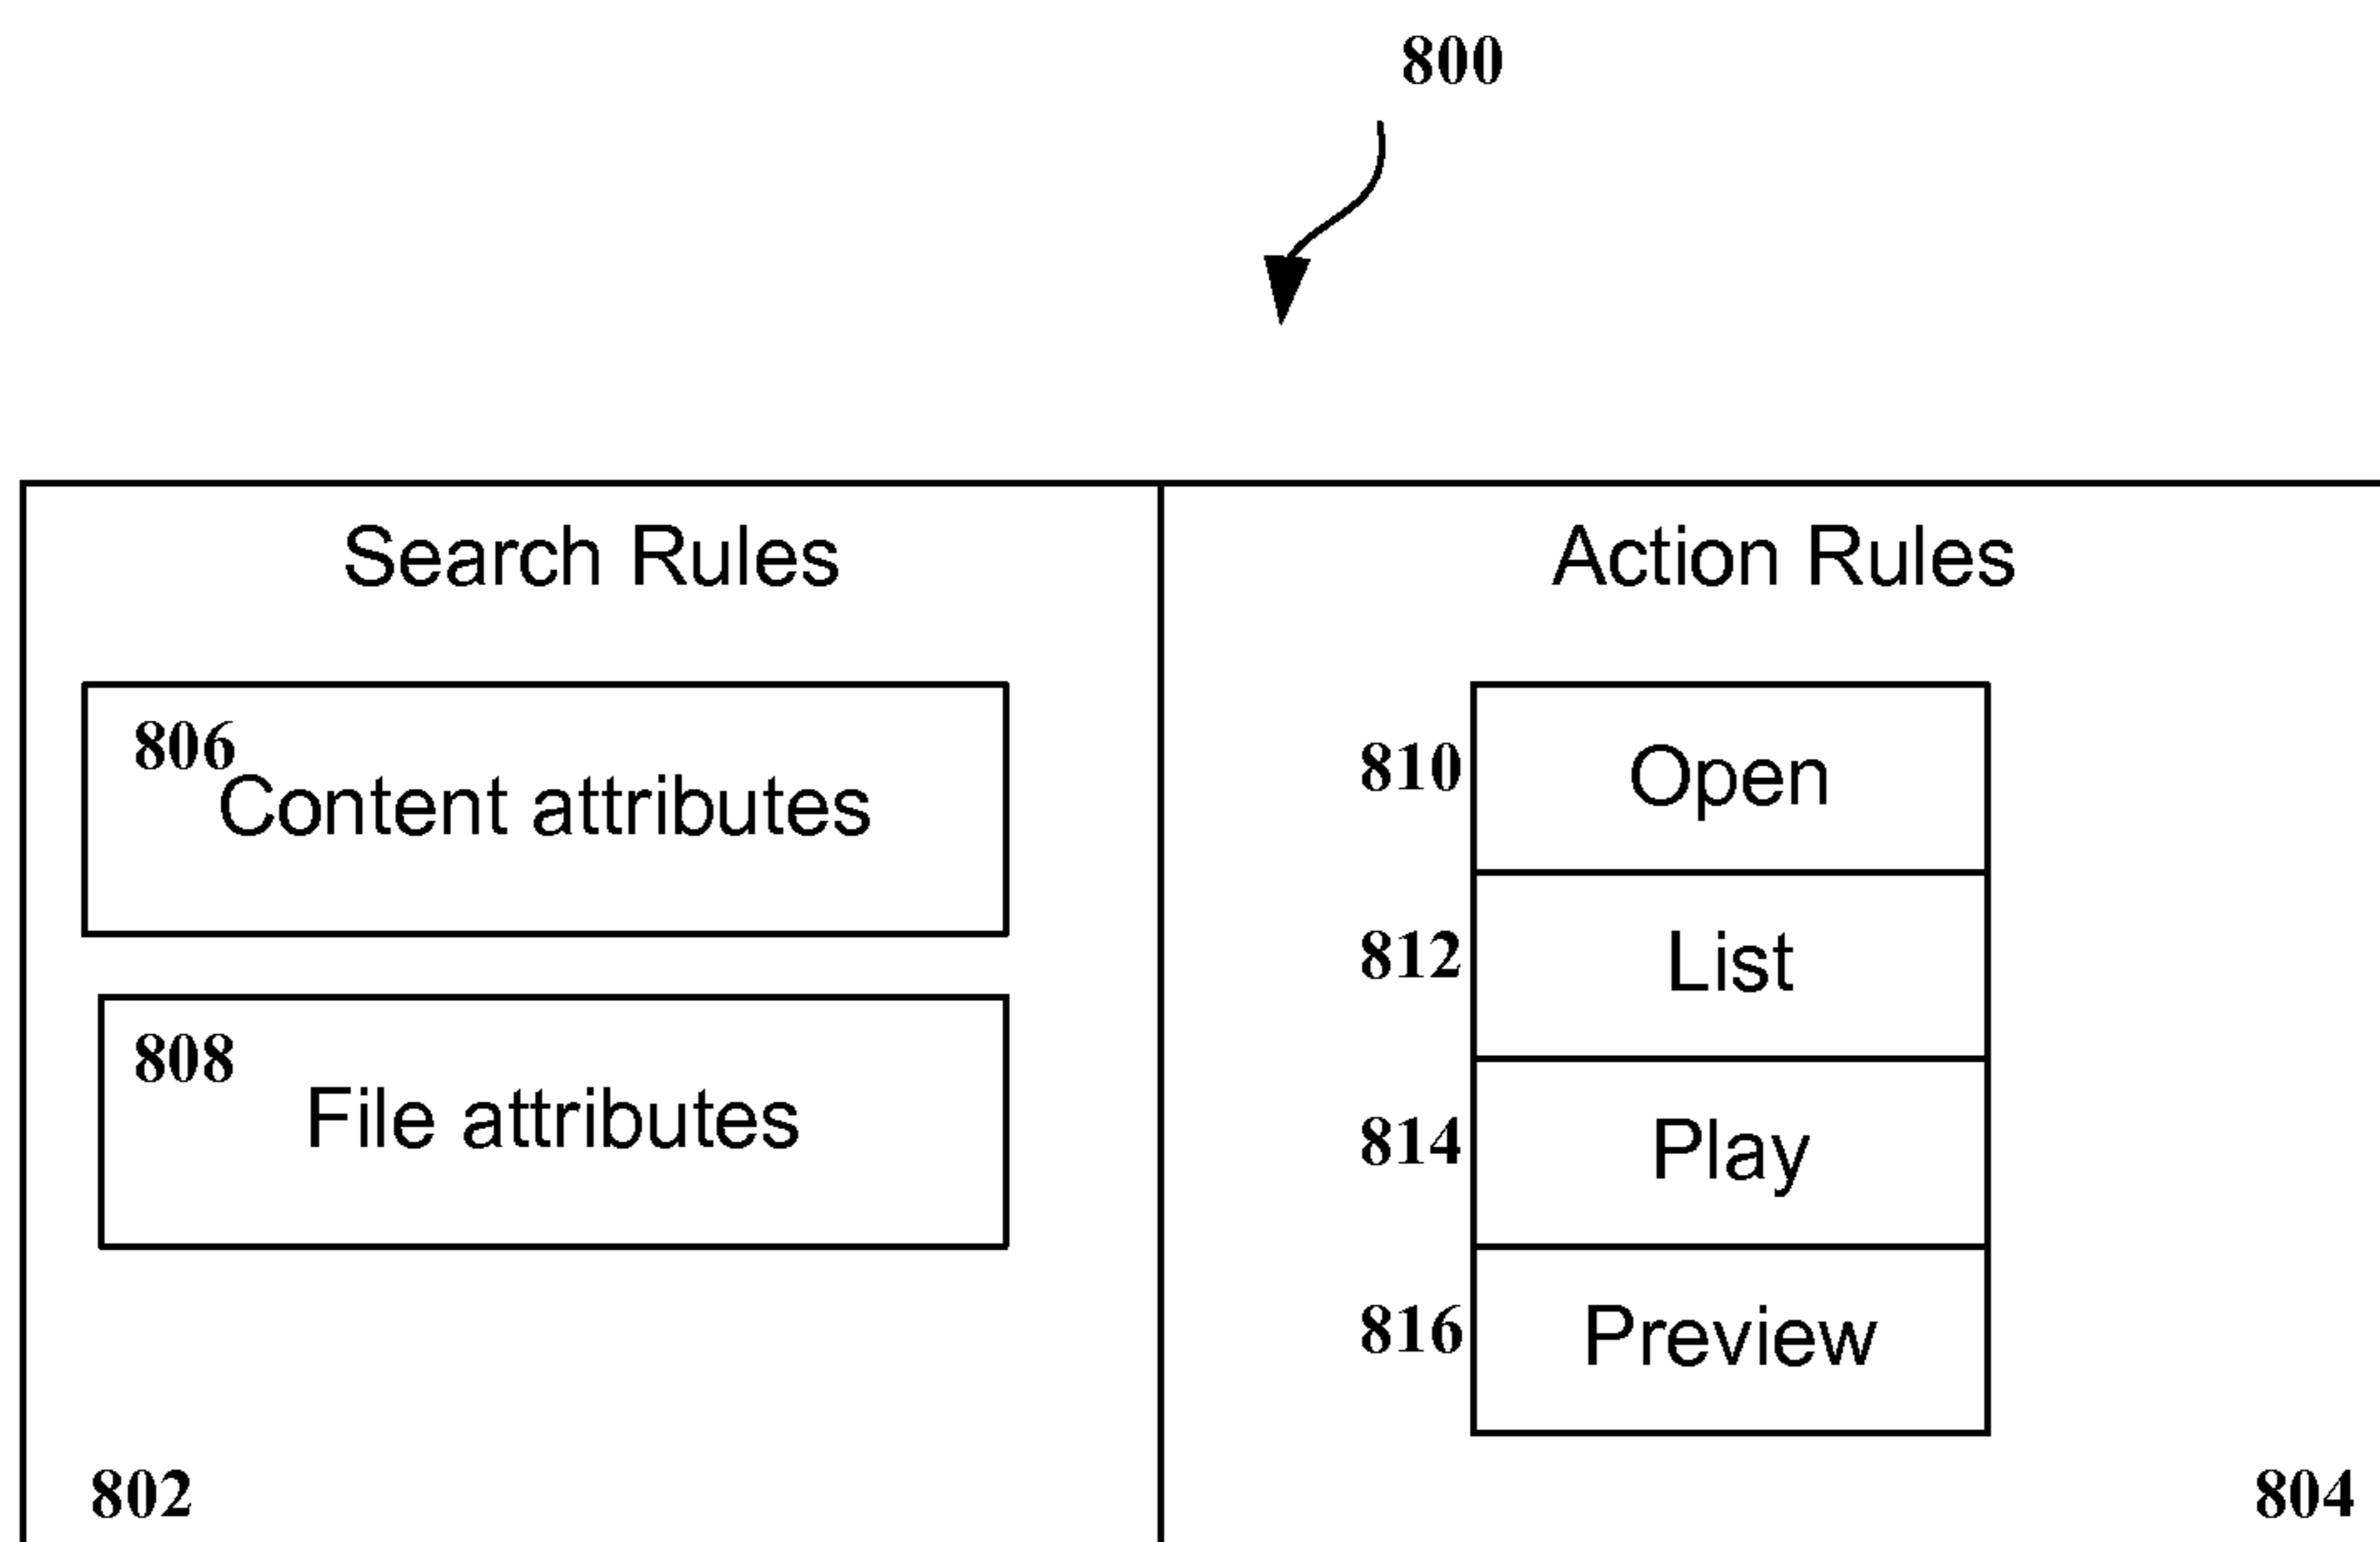 800
Search Rules
806
Content attributes
808
File attributes
802
Action Rules
810 Open
812 List
814 Play
816 Preview
804